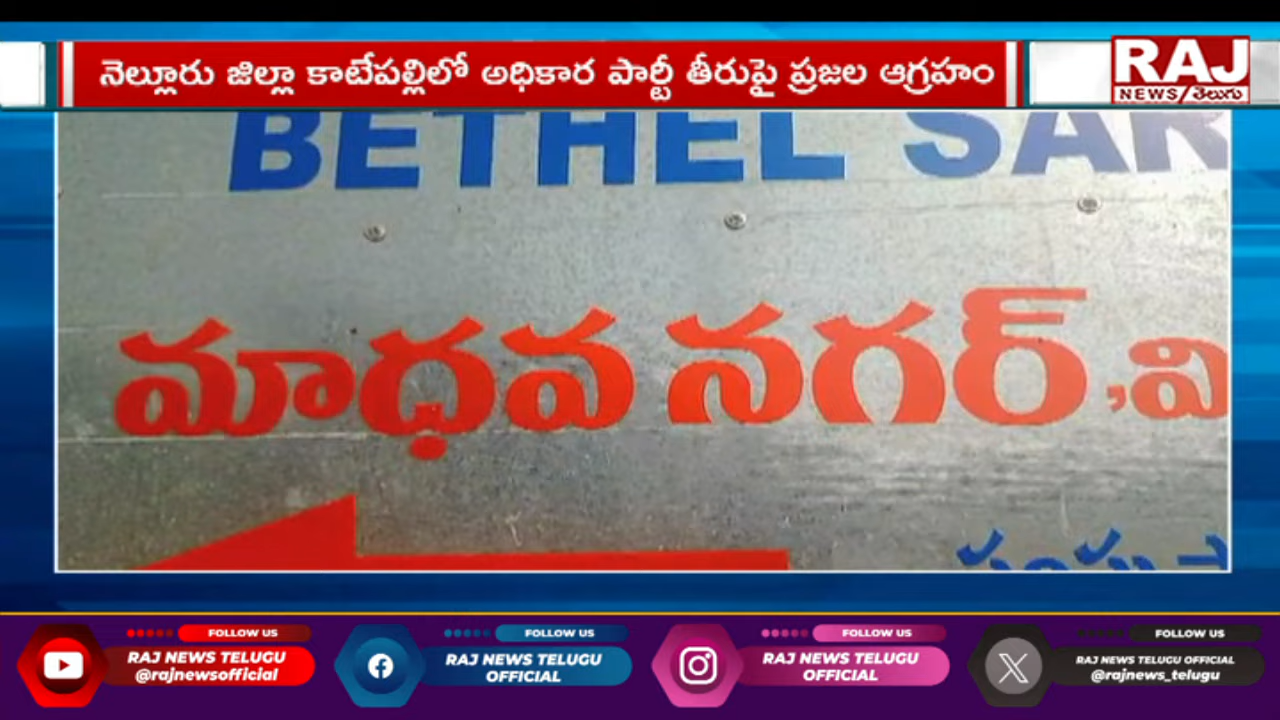 నెల్లూరు జిల్లా కాటేపల్లిలో అధికార పార్టీ తీరుపై ప్రజల ఆగ్రహం
RAJ
NEWS తెలుగు
BETHEL SAR
మాధవ నగర్, వి
FOLLOW US
RAJ NEWS TELUGU
@rajnewsofficial
FOLLOW US
RAJ NEWS TELUGU
OFFICIAL
FOLLOW US
RAJ NEWS TELUGU
OFFICIAL
FOLLOW US
RAJ NEWS TELUGU OFFICIAL
@rajnews_telugu